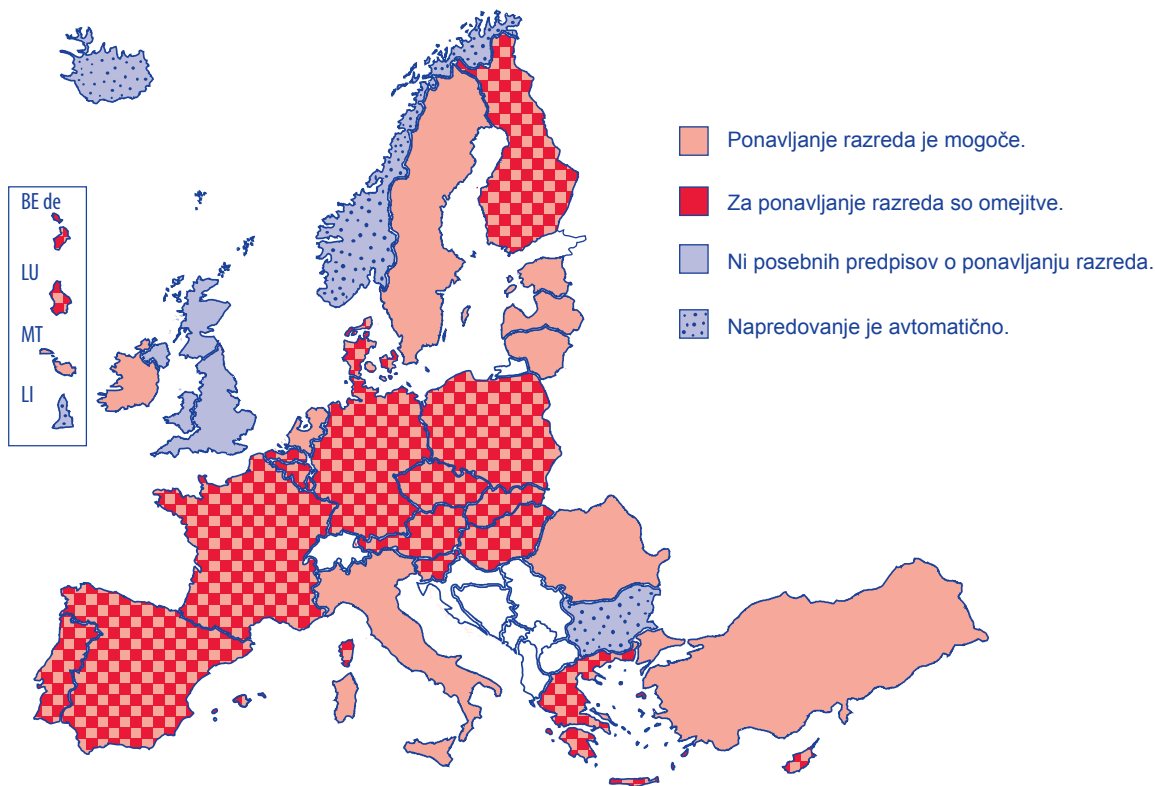 Ponavljanje razreda je mogoče.
Za ponavljanje razreda so omejitve.
Ni posebnih predpisov o ponavljanju razreda.
Napredovanje je avtomatično.
BE de
LU
MT
LI